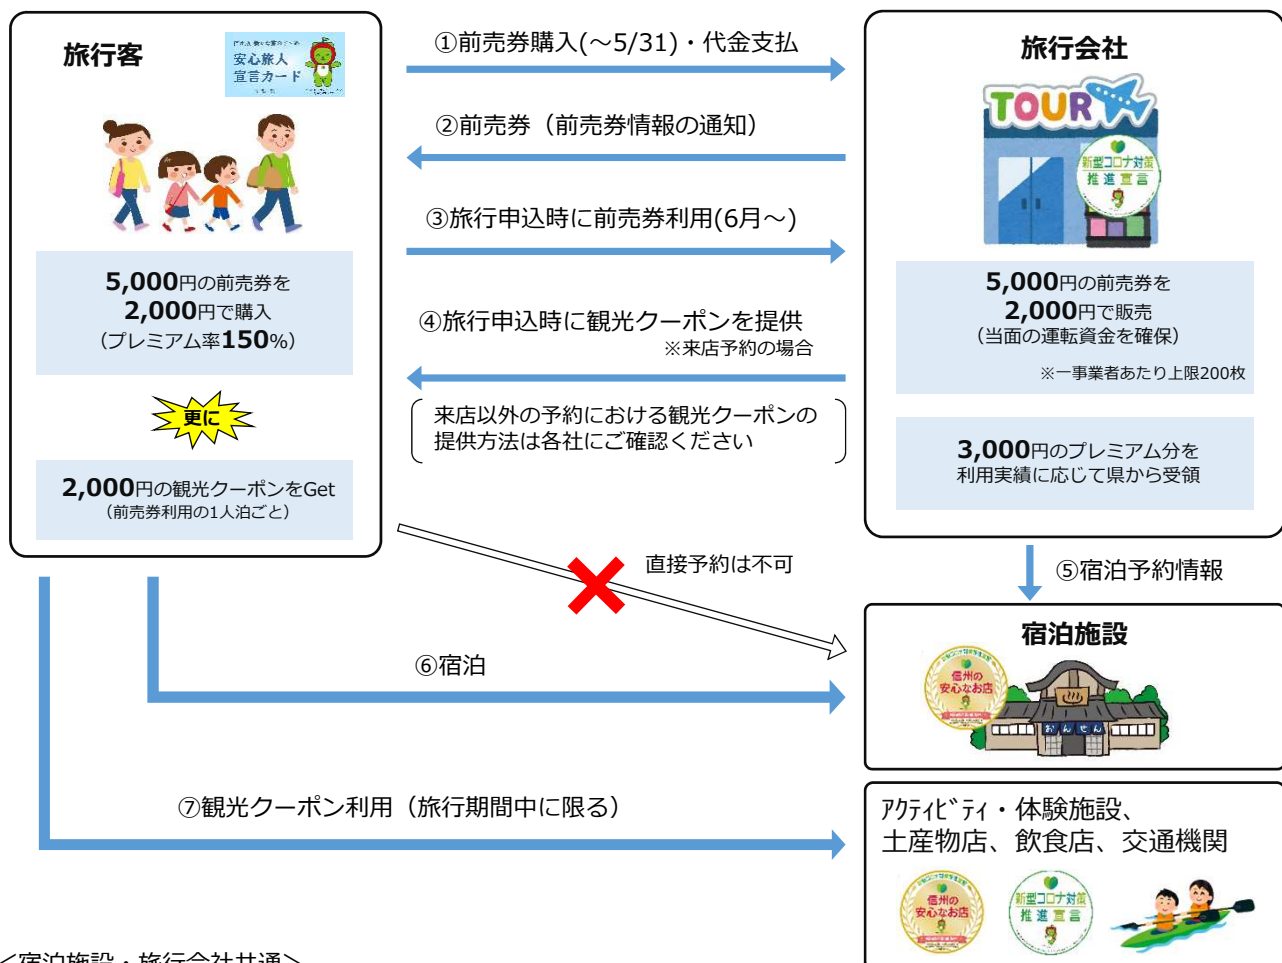 旅行客
安心旅人
宣言カード
5,000円の前売券を
2,000円で購入
（プレミアム率150%）
更に
2,000円の観光クーポンをGet
（前売券利用の1人泊ごと）
①前売券購入(～5/31)・代金支払
②前売券（前売券情報の通知）
③旅行申込時に前売券利用(6月～)
④旅行申込時に観光クーポンを提供
※来店予約の場合
来店以外の予約における観光クーポンの
提供方法は各社にご確認ください
旅行会社
TOUR
新型コロナ対策
推進宣言
5,000円の前売券を
2,000円で販売
（当面の運転資金を確保）
※一事業者あたり上限200枚
3,000円のプレミアム分を
利用実績に応じて県から受領
直接予約は不可
⑤宿泊予約情報
宿泊施設
信州の
安心なお店
おんせん
⑥宿泊
⑦観光クーポン利用（旅行期間中に限る）
ｱｸﾃｨﾋﾞﾃｨ・体験施設、
土産物店、飲食店、交通機関
信州の
安心なお店
新型コロナ対策
推進宣言
＜宿泊施設・旅行会社共通＞